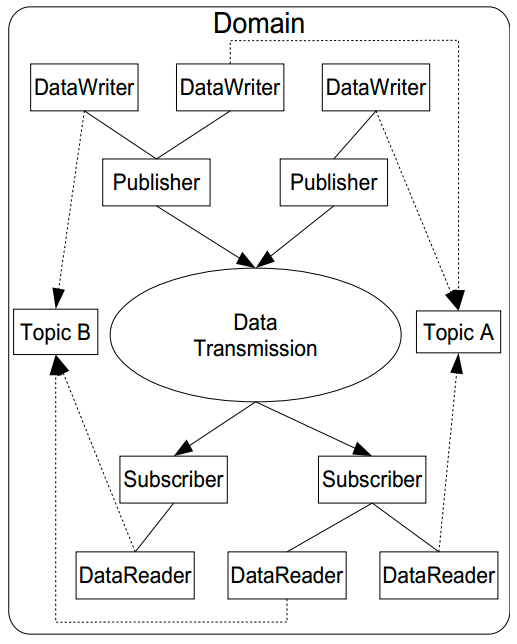 Domain
DataWriter
DataWriter
DataWriter
Publisher
Publisher
Topic B
Data
Transmission
Topic A
Subscriber
Subscriber
DataReader
DataReader
DataReader